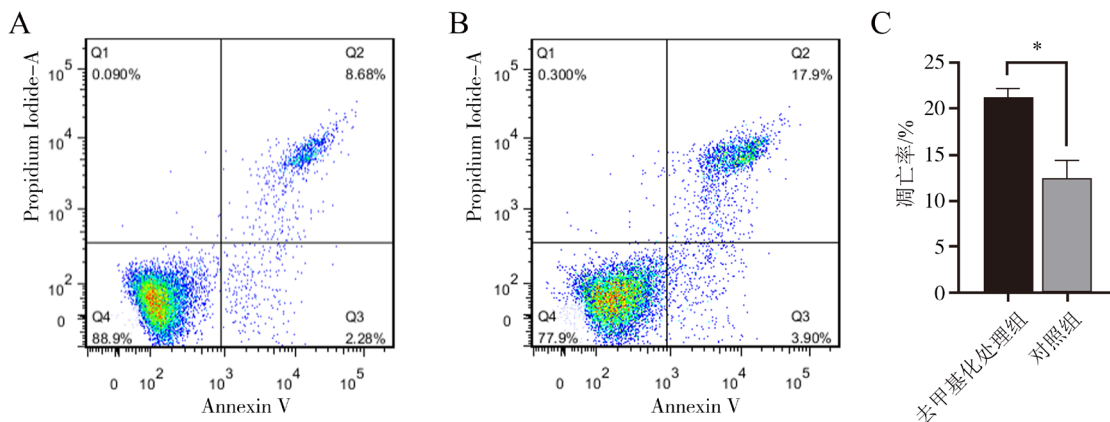 A
Propidium Iodide-A
Q1
0.090%
Q2
8.68%
Q4
88.9%
Q3
2.28%
10^5
10^4
10^3
10^2
0
0 10^2 10^3 10^4 10^5
Annexin V
B
Propidium Iodide-A
Q1
0.300%
Q2
17.9%
Q4
77.9%
Q3
3.90%
10^5
10^4
10^3
10^2
0
0 10^2 10^3 10^4 10^5
Annexin V
C
*
凋亡率/%
25
20
15
10
5
0
去甲基化处理组
对照组